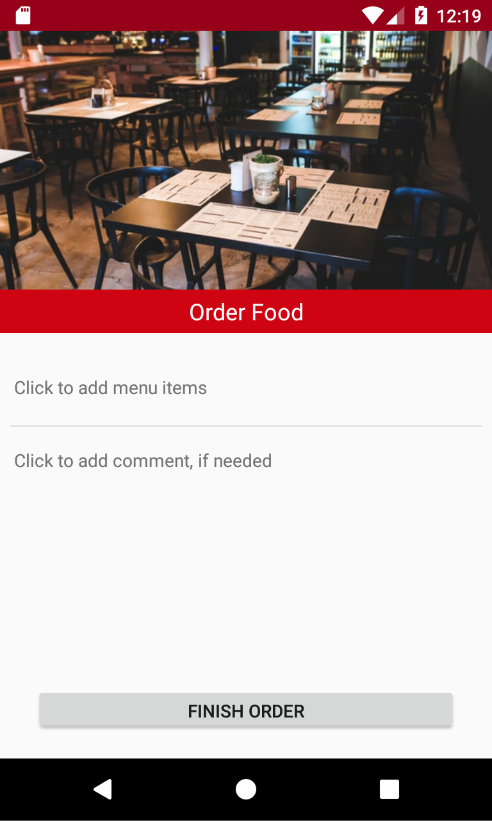 12:19
Order Food
Click to add menu items
Click to add comment, if needed
FINISH ORDER